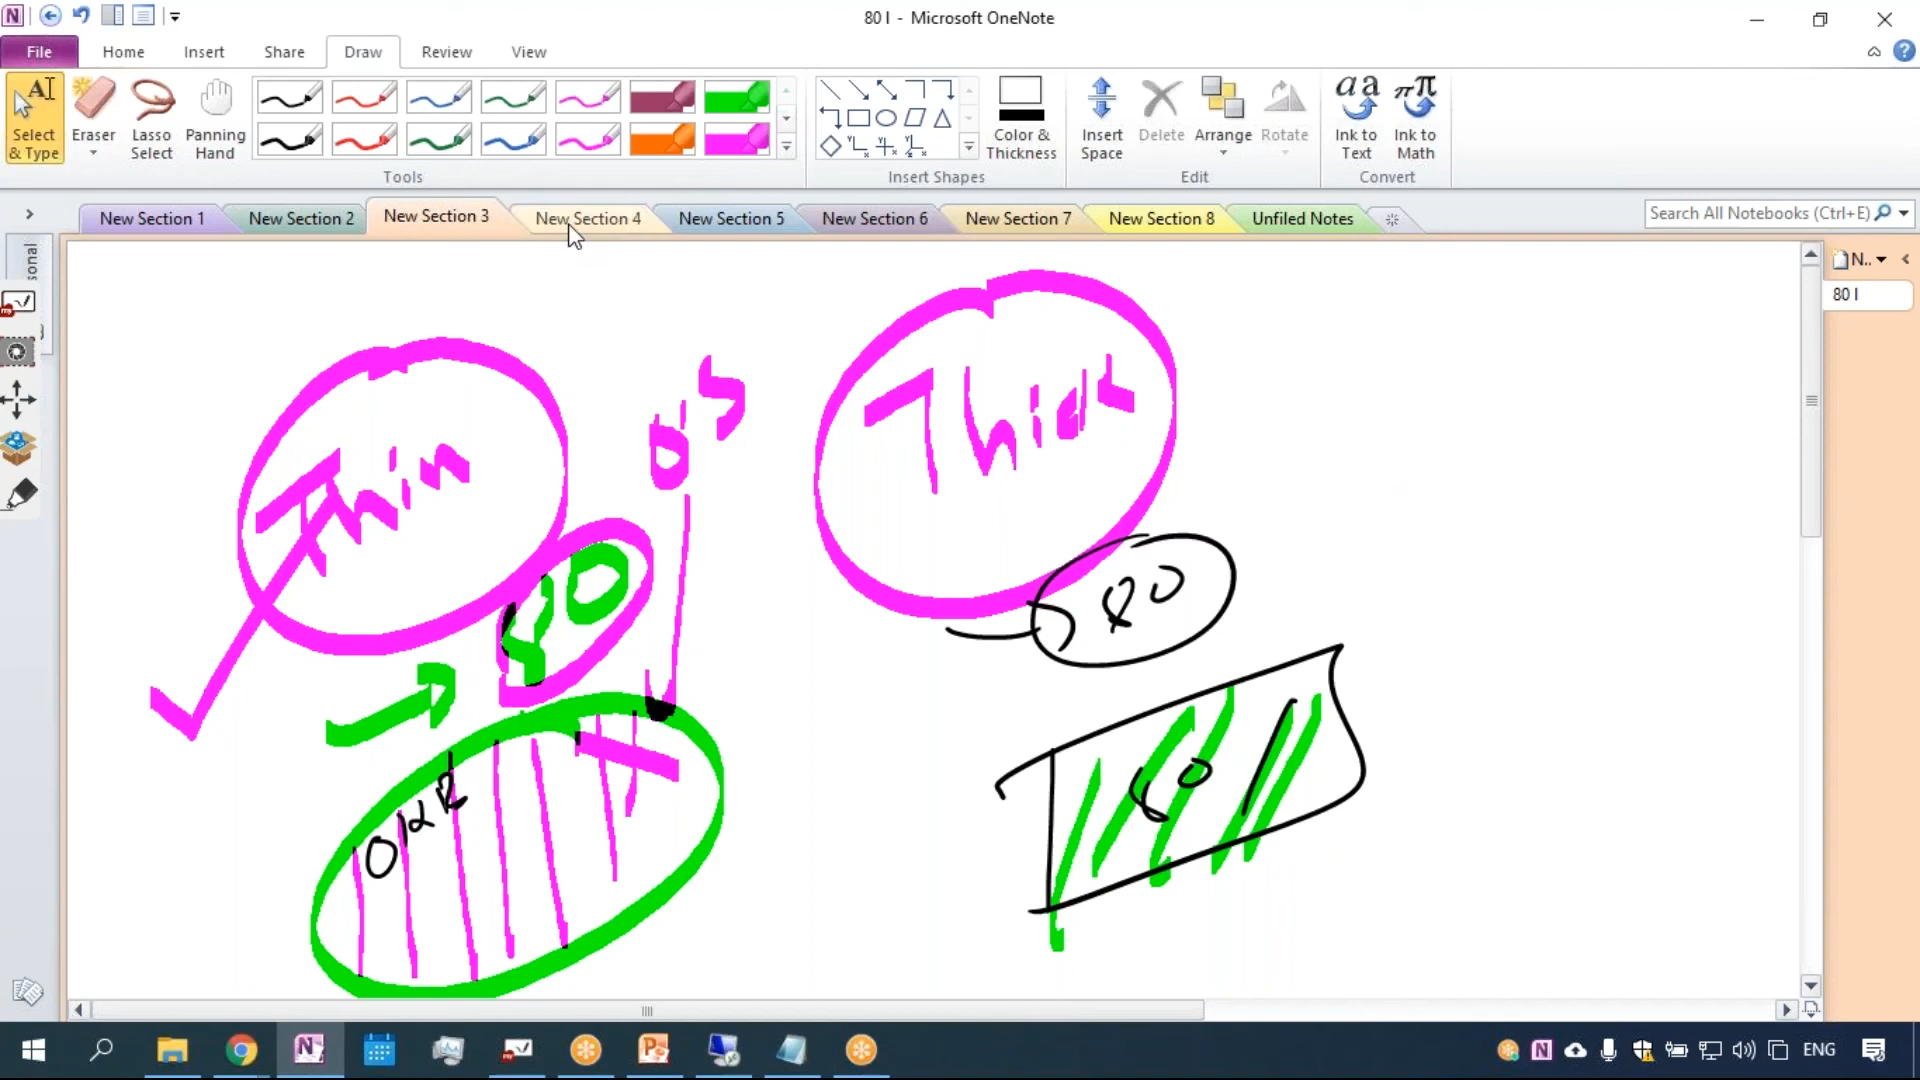 80 I - Microsoft OneNote
File Home Insert Share Draw Review View
Select & Type
Eraser
Lasso Select
Panning Hand
Color & Thickness
Insert Space
Delete
Arrange
Rotate
Ink to Text
Ink to Math
Tools
Insert Shapes
Edit
Convert
New Section 1 New Section 2 New Section 3 New Section 4 New Section 5 New Section 6 New Section 7 New Section 8 Unfiled Notes
Search All Notebooks (Ctrl+E)
N..
80 I
sonal
Thin
O's
Thick
80
80
ENG